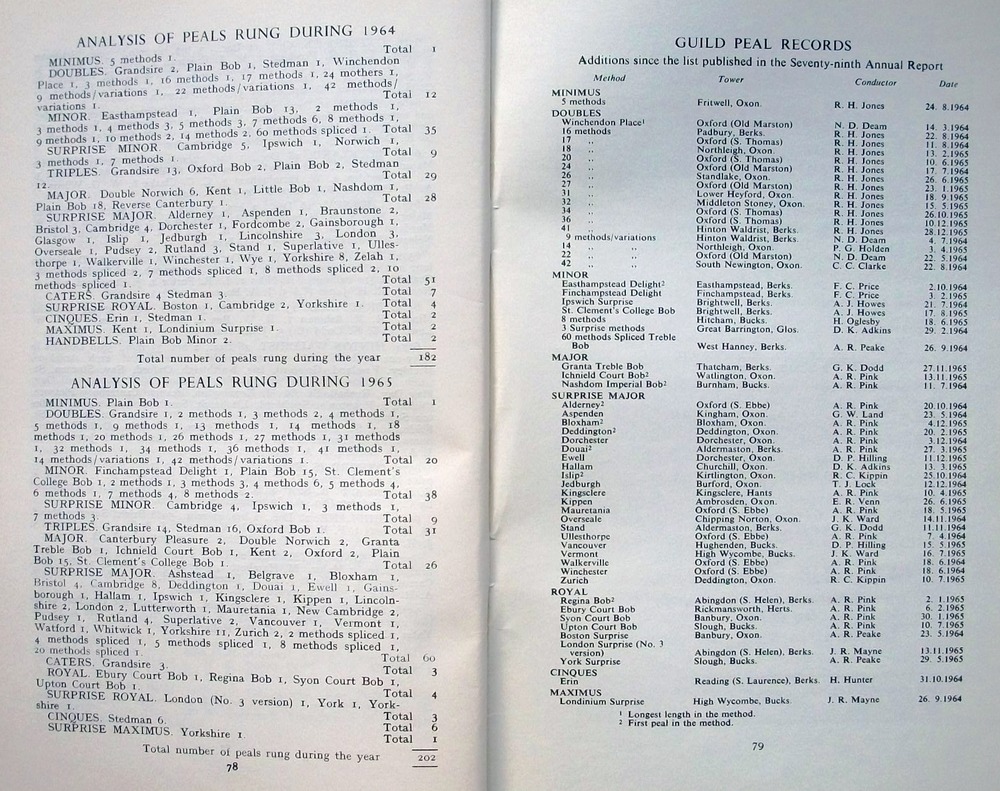 ANALYSIS OF PEALS RUNG DURING 1964
MINIMUS. 5 methods 1. Total 1
DOUBLES. Grandsire 2, Plain Bob 1, Stedman 1, Winchendon
Place 1, 3 methods 1, 16 methods 1, 17 methods 1, 24 mothers 1,
9 methods/variations 1, 22 methods/variations 1, 42 methods/
variations 1. Total 12
MINOR. Easthampstead 1, Plain Bob 13, 2 methods 1,
3 methods 1, 4 methods 3, 5 methods 3, 7 methods 6, 8 methods 1,
9 methods 1, 10 methods 2, 14 methods 2, 60 methods spliced 1. Total 35
SURPRISE MINOR. Cambridge 5, Ipswich 1, Norwich 1,
3 methods 1, 7 methods 1. Total 9
TRIPLES. Grandsire 13, Oxford Bob 2, Plain Bob 2, Stedman
12. Total 29
MAJOR. Double Norwich 6, Kent 1, Little Bob 1, Nashdom 1,
Plain Bob 18, Reverse Canterbury 1. Total 28
SURPRISE MAJOR. Alderney 1, Aspenden 1, Braunstone 2,
Bristol 3, Cambridge 4, Dorchester 1, Fordcombe 2, Gainsborough 1,
Glasgow 1, Islip 1, Jedburgh 1, Lincolnshire 3, London 3,
Overseale 1, Pudsey 2, Rutland 3, Stand 1, Superlative 1, Ulles-
thorpe 1, Walkerville 1, Winchester 1, Wye 1, Yorkshire 8, Zelah 1,
3 methods spliced 2, 7 methods spliced 1, 8 methods spliced 2, 10
methods spliced 1. Total 51
CATERS. Grandsire 4 Stedman 3. Total 7
SURPRISE ROYAL. Boston 1, Cambridge 2, Yorkshire 1. Total 4
CINQUES. Erin 1, Stedman 1. Total 2
MAXIMUS. Kent 1, Londinium Surprise 1. Total 2
HANDBELLS. Plain Bob Minor 2. Total 2
Total number of peals rung during the year 182
ANALYSIS OF PEALS RUNG DURING 1965
MINIMUS. Plain Bob 1. Total 1
DOUBLES. Grandsire 1, 2 methods 1, 3 methods 2, 4 methods 1,
5 methods 1, 9 methods 1, 13 methods 1, 14 methods 1, 18
methods 1, 20 methods 1, 26 methods 1, 27 methods 1, 31 methods
1, 32 methods 1, 34 methods 1, 36 methods 1, 41 methods 1,
14 methods/variations 1, 42 methods/variations 1. Total 20
MINOR. Finchampstead Delight 1, Plain Bob 15, St. Clement's
College Bob 1, 2 methods 1, 3 methods 3, 4 methods 6, 5 methods 4,
6 methods 1, 7 methods 4, 8 methods 2. Total 38
SURPRISE MINOR. Cambridge 4, Ipswich 1, 3 methods 1,
7 methods 3 Total 9
TRIPLES. Grandsire 14, Stedman 16, Oxford Bob 1. Total 31
MAJOR. Canterbury Pleasure 2, Double Norwich 2, Granta
Treble Bob 1, Ichnield Court Bob 1, Kent 2, Oxford 2, Plain
Bob 15, St. Clement's College Bob 1. Total 26
SURPRISE MAJOR. Ashstead 1, Belgrave 1, Bloxham 1,
Bristol 4, Cambridge 8, Deddington 1, Douai 1, Ewell 1, Gains-
borough 1, Hallam 1, Ipswich 1, Kingsclere 1, Kippen 1, Lincoln-
shire 2, London 2, Lutterworth 1, Mauretania 1, New Cambridge 2,
Pudsey 1, Rutland 4, Superlative 2, Vancouver 1, Vermont 1,
Watford 1, Whitwick 1, Yorkshire 11, Zurich 2, 2 methods spliced 1,
4 methods spliced 1, 5 methods spliced 1, 8 methods spliced 1,
20 methods spliced 1. Total 60
CATERS. Grandsire 3. Total 3
ROYAL. Ebury Court Bob 1, Regina Bob 1, Syon Court Bob 1,
Upton Court Bob 1. Total 4
SURPRISE ROYAL. London (No. 3 version) 1, York 1, York-
shire 1. Total 3
CINQUES. Stedman 6. Total 6
SURPRISE MAXIMUS. Yorkshire 1. Total 1
Total number of peals rung during the year 202
78
GUILD PEAL RECORDS
Additions since the list published in the Seventy-ninth Annual Report
Method Tower Conductor Date
MINIMUS
5 methods Fritwell, Oxon. R. H. Jones 24. 8.1964
DOUBLES
Winchendon Place¹ Oxford (Old Marston) N. D. Deam 14. 3.1964
16 methods Padbury, Berks. R. H. Jones 22. 8.1964
17 ,, Oxford (S. Thomas) R. H. Jones 11. 8.1964
18 ,, Northleigh, Oxon. R. H. Jones 13. 2.1965
20 ,, Oxford (S. Thomas) R. H. Jones 10. 6.1965
24 ,, Oxford (Old Marston) R. H. Jones 17. 7.1964
26 ,, Standlake, Oxon. R. H. Jones 26. 6.1965
27 ,, Oxford (Old Marston) R. H. Jones 23. 1.1965
31 ,, Lower Heyford, Oxon. R. H. Jones 18. 9.1965
32 ,, Middleton Stoney, Oxon. R. H. Jones 15. 5.1965
34 ,, Oxford (S. Thomas) R. H. Jones 26.10.1965
36 ,, Oxford (S. Thomas) R. H. Jones 10.12.1965
41 ,, Hinton Waldrist, Berks. R. H. Jones 28.12.1965
9 methods/variations Hinton Waldrist, Berks. N. D. Deam 4. 7.1964
14 ,, ,, Northleigh, Oxon. P. G. Holden 3. 4.1965
22 ,, ,, Oxford (Old Marston) N. D. Deam 22. 5.1964
42 ,, ,, South Newington, Oxon. C. C. Clarke 22. 8.1964
MINOR
Easthampstead Delight² Easthampstead, Berks. F. C. Price 2.10.1964
Finchampstead Delight Finchampstead, Berks. F. C. Price 3. 2.1965
Ipswich Surprise Brightwell, Berks. A. J. Howes 21. 7.1964
St. Clement's College Bob Brightwell, Berks. A. J. Howes 17. 8.1965
8 methods Hitcham, Bucks. H. Oglesby 18. 6.1965
3 Surprise methods Great Barrington, Glos. D. K. Adkins 29. 2.1964
60 methods Spliced Treble
Bob West Hanney, Berks. A. R. Peake 26. 9.1964
MAJOR
Granta Treble Bob Thatcham, Berks. G. K. Dodd 27.11.1965
Ichnield Court Bob² Watlington, Oxon. A. R. Pink 13.11.1965
Nashdom Imperial Bob² Burnham, Bucks. A. R. Pink 11. 7.1964
SURPRISE MAJOR
Alderney² Oxford (S. Ebbe) A. R. Pink 20.10.1964
Aspenden Kingham, Oxon. G. W. Land 23. 5.1964
Bloxham² Bloxham, Oxon. A. R. Pink 4.12.1965
Deddington² Deddington, Oxon. A. R. Pink 20. 2.1965
Dorchester Dorchester, Oxon. A. R. Pink 3.12.1964
Douai² Aldermaston, Berks. A. R. Pink 27. 3.1965
Ewell Dorchester, Oxon. D. P. Hilling 11.12.1965
Hallam Churchill, Oxon. D. K. Adkins 13. 3.1965
Islip² Kirtlington, Oxon. R. C. Kippin 25.10.1964
Jedburgh Burford, Oxon. T. J. Lock 12.12.1964
Kingsclere Kingsclere, Hants A. R. Pink 10. 4.1965
Kippen Ambrosden, Oxon. E. R. Venn 26. 6.1965
Mauretania Oxford (S. Ebbe) A. R. Pink 18. 5.1965
Overseale Chipping Norton, Oxon. J. K. Ward 14.11.1964
Stand Aldermaston, Berks. G. K. Dodd 11.11.1964
Ullesthorpe Oxford (S. Ebbe) A. R. Pink 7. 4.1964
Vancouver Hughenden, Bucks. D. P. Hilling 15. 5.1965
Vermont High Wycombe, Bucks. J. K. Ward 16. 7.1965
Walkerville Oxford (S. Ebbe) A. R. Pink 18. 6.1964
Winchester Oxford (S. Ebbe) A. R. Pink 18. 6.1964
Zurich Deddington, Oxon. R. C. Kippin 10. 7.1965
ROYAL
Regina Bob² Abingdon (S. Helen), Berks. A. R. Pink 2. 1.1965
Ebury Court Bob Rickmansworth, Herts. A. R. Pink 6. 2.1965
Syon Court Bob Banbury, Oxon. A. R. Pink 30. 1.1965
Upton Court Bob Slough, Bucks. A. R. Pink 10. 7.1965
Boston Surprise Banbury, Oxon. A. R. Peake 23. 5.1964
London Surprise (No. 3
version) Abingdon (S. Helen), Berks. J. R. Mayne 13.11.1965
York Surprise Slough, Bucks. A. R. Peake 29. 5.1965
CINQUES
Erin Reading (S. Laurence), Berks. H. Hunter 31.10.1964
MAXIMUS
Londinium Surprise High Wycombe, Bucks. J. R. Mayne 26. 9.1964
¹ Longest length in the method.
² First peal in the method.
79